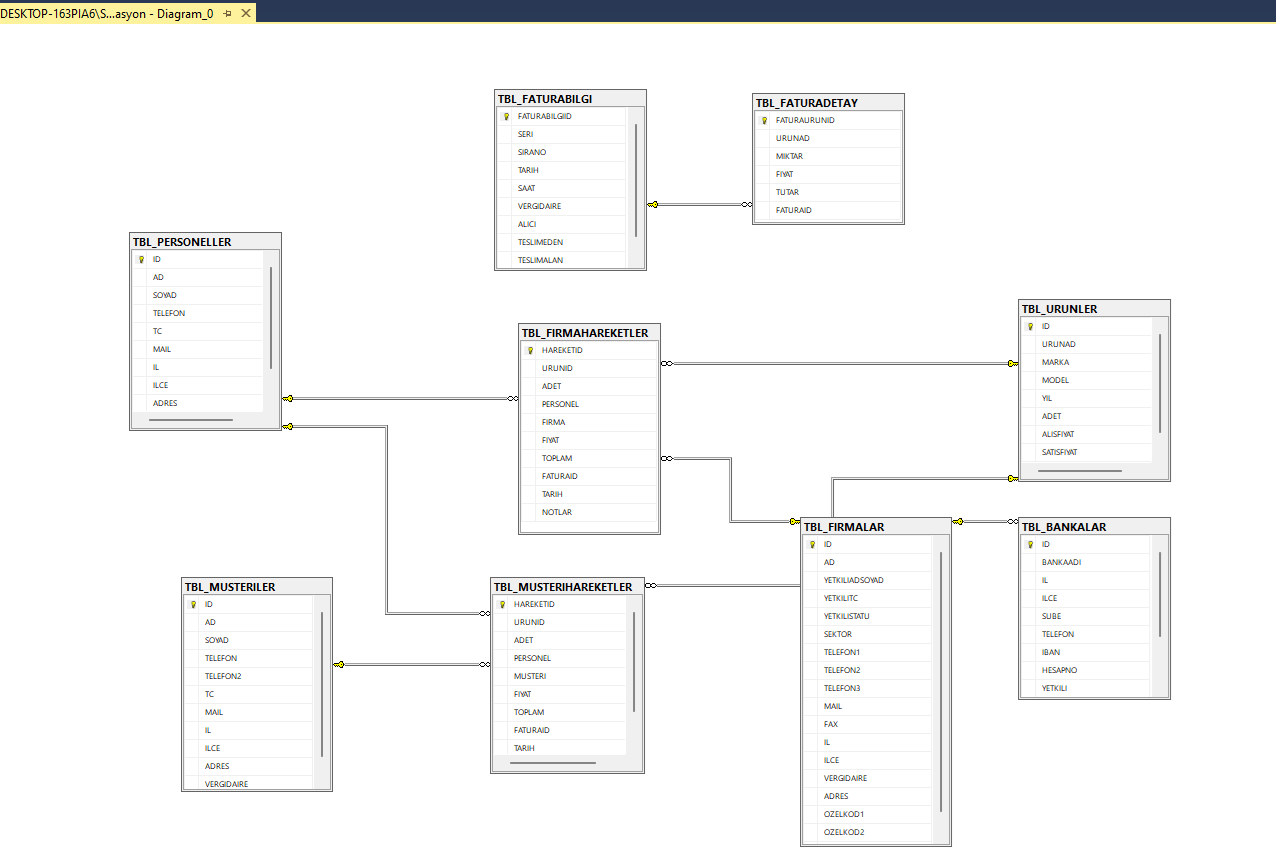 DESKTOP-163PIA6\S...asyon - Diagram_0
TBL_FATURABILGI
FATURABILGIID
SERI
SIRANO
TARIH
SAAT
VERGIDAIRE
ALICI
TESLIMEDEN
TESLIMALAN
TBL_FATURADETAY
FATURAURUNID
URUNAD
MIKTAR
FIYAT
TUTAR
FATURAID
TBL_PERSONELLER
ID
AD
SOYAD
TELEFON
TC
MAIL
IL
ILCE
ADRES
TBL_FIRMAHAREKETLER
HAREKETID
URUNID
ADET
PERSONEL
FIRMA
FIYAT
TOPLAM
FATURAID
TARIH
NOTLAR
TBL_URUNLER
ID
URUNAD
MARKA
MODEL
YIL
ADET
ALISFIYAT
SATISFIYAT
TBL_MUSTERILER
ID
AD
SOYAD
TELEFON
TELEFON2
TC
MAIL
IL
ILCE
ADRES
VERGIDAIRE
TBL_MUSTERIHAREKETLER
HAREKETID
URUNID
ADET
PERSONEL
MUSTERI
FIYAT
TOPLAM
FATURAID
TARIH
TBL_FIRMALAR
ID
AD
YETKILIADSOYAD
YETKILITC
YETKILISTATU
SEKTOR
TELEFON1
TELEFON2
TELEFON3
MAIL
FAX
IL
ILCE
VERGIDAIRE
ADRES
OZELKOD1
OZELKOD2
TBL_BANKALAR
ID
BANKAADI
IL
ILCE
SUBE
TELEFON
IBAN
HESAPNO
YETKILI